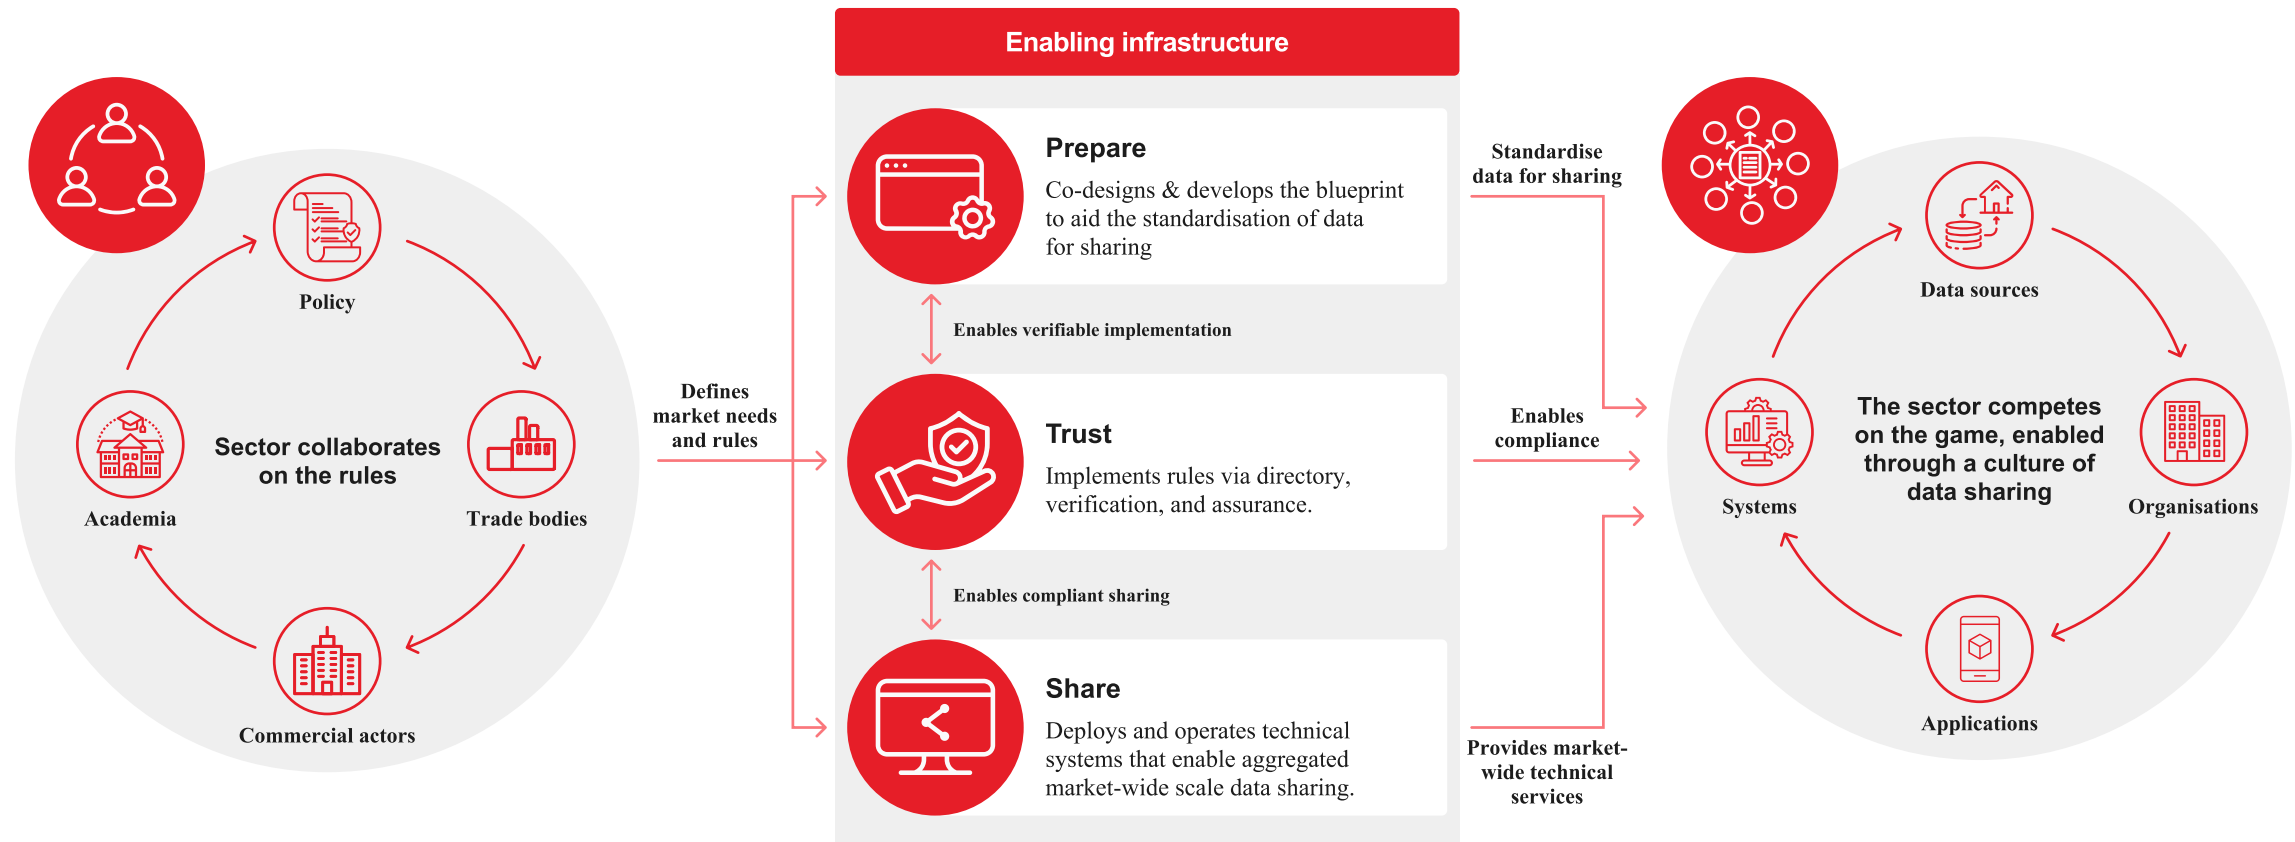 Enabling infrastructure
Policy
Academia
Sector collaborates
on the rules
Trade bodies
Commercial actors
Defines
market needs
and rules
Prepare
Co-designs & develops the blueprint
to aid the standardisation of data
for sharing
Enables verifiable implementation
Trust
Implements rules via directory,
verification, and assurance.
Enables compliant sharing
Share
Deploys and operates technical
systems that enable aggregated
market-wide scale data sharing.
Standardise
data for sharing
Enables
compliance
Provides market-
wide technical
services
Data sources
Systems
The sector competes
on the game, enabled
through a culture of
data sharing
Organisations
Applications